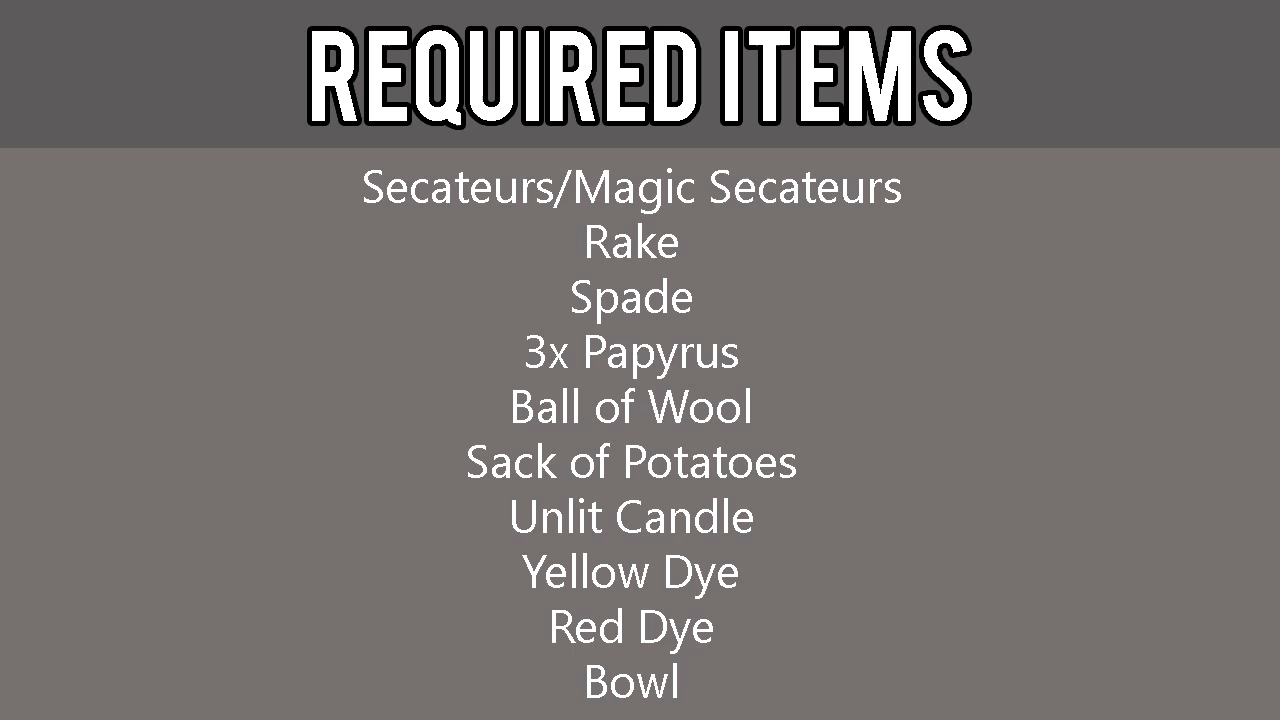 REQUIRED ITEMS
Secateurs/Magic Secateurs
Rake
Spade
3x Papyrus
Ball of Wool
Sack of Potatoes
Unlit Candle
Yellow Dye
Red Dye
Bowl